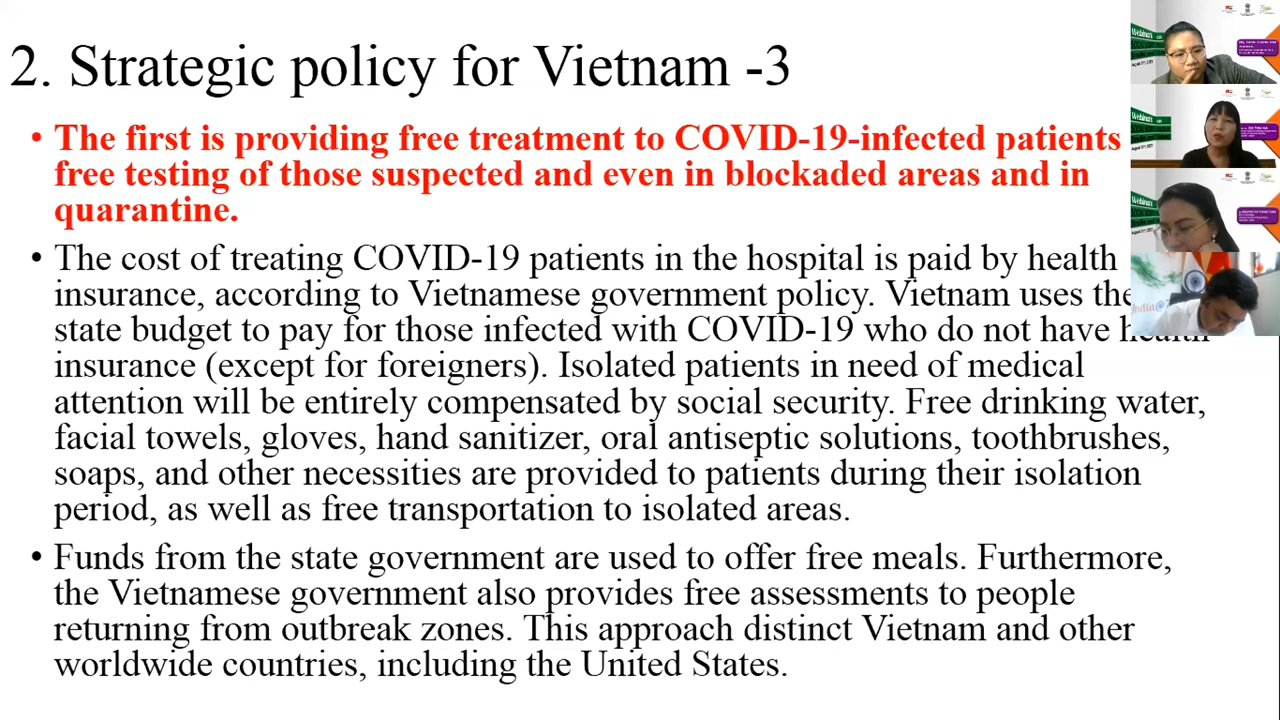 2. Strategic policy for Vietnam -3
• The first is providing free treatment to COVID-19-infected patients
free testing of those suspected and even in blockaded areas and in
quarantine.
• The cost of treating COVID-19 patients in the hospital is paid by health
insurance, according to Vietnamese government policy. Vietnam uses the
state budget to pay for those infected with COVID-19 who do not have health
insurance (except for foreigners). Isolated patients in need of medical
attention will be entirely compensated by social security. Free drinking water,
facial towels, gloves, hand sanitizer, oral antiseptic solutions, toothbrushes,
soaps, and other necessities are provided to patients during their isolation
period, as well as free transportation to isolated areas.
• Funds from the state government are used to offer free meals. Furthermore,
the Vietnamese government also provides free assessments to people
returning from outbreak zones. This approach distinct Vietnam and other
worldwide countries, including the United States.
Webinar
Webinar
Webinar
India